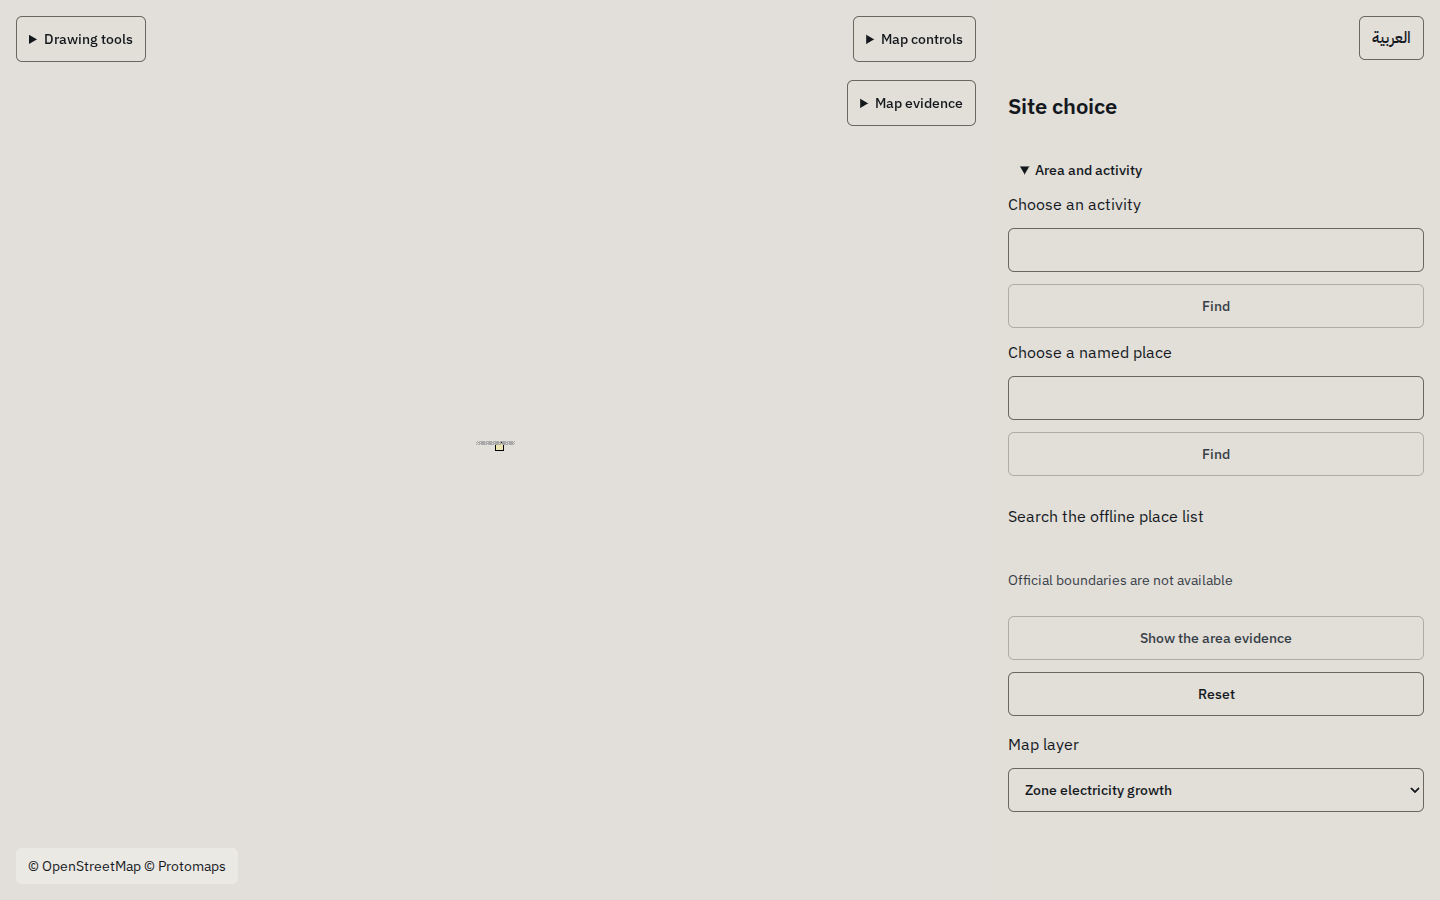 Drawing tools
Map controls
العربية
Map evidence
Site choice
Area and activity
Choose an activity
Find
Choose a named place
Find
Search the offline place list
Official boundaries are not available
Show the area evidence
Reset
Map layer
Zone electricity growth
© OpenStreetMap © Protomaps